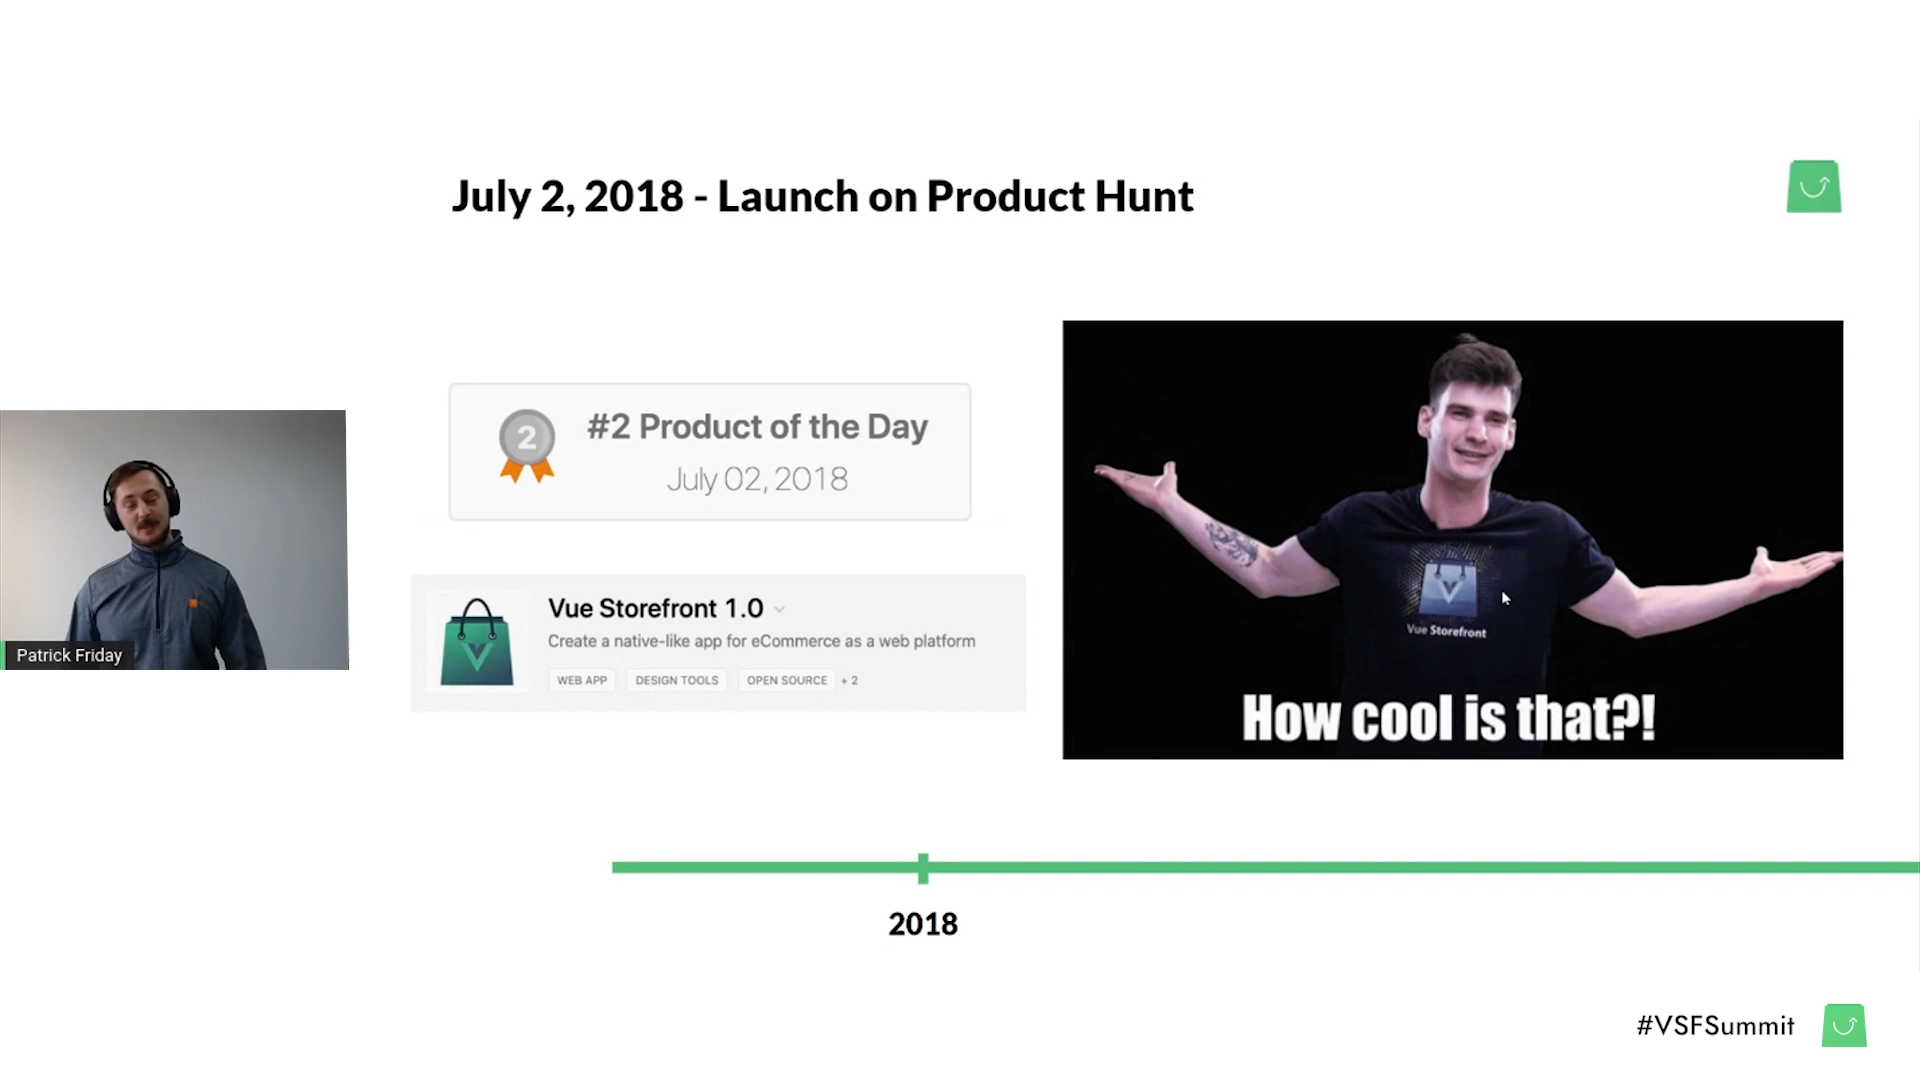 July 2, 2018 - Launch on Product Hunt
2
#2 Product of the Day
July 02, 2018
Vue Storefront 1.0
Create a native-like app for eCommerce as a web platform
WEB APP
DESIGN TOOLS
OPEN SOURCE
+ 2
Patrick Friday
Vue Storefront
How cool is that?!
2018
#VSFSummit